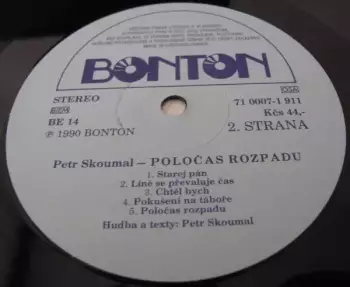 BONTON
STEREO
BE 14
℗ 1990 BONTON
71 0007-1 911
Kčs 44,-
2. STRANA
Petr Skoumal – POLOČAS ROZPADU
1. Starej pán
2. Líně se převaluje čas
3. Chtěl bych
4. Pokušení na táboře
5. Poločas rozpadu
Hudba a texty: Petr Skoumal